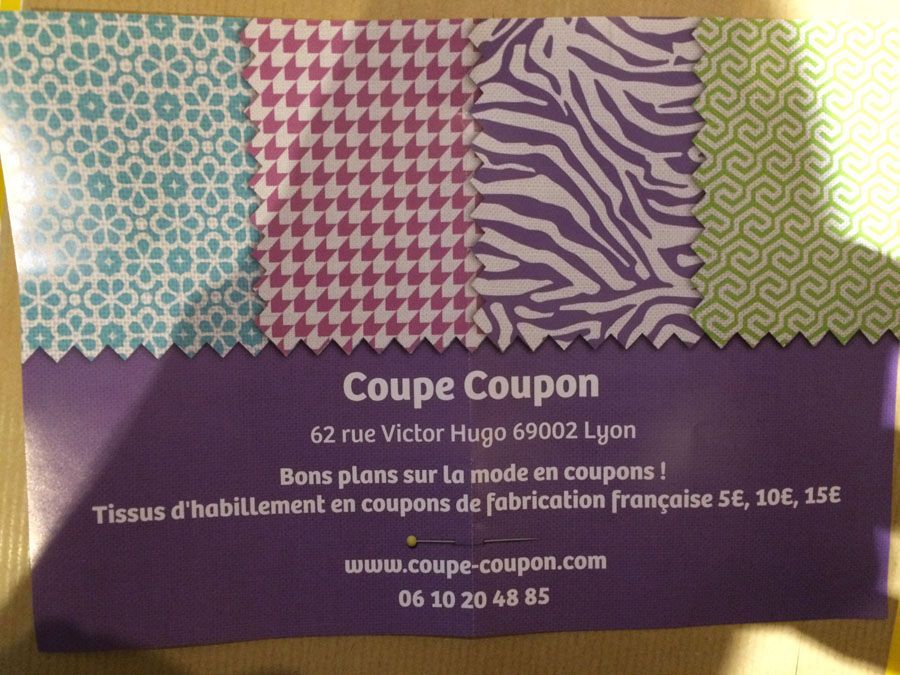 Coupe Coupon
62 rue Victor Hugo 69002 Lyon
Bons plans sur la mode en coupons !
Tissus d'habillement en coupons de fabrication française 5€, 10€, 15€
www.coupe-coupon.com
06 10 20 48 85